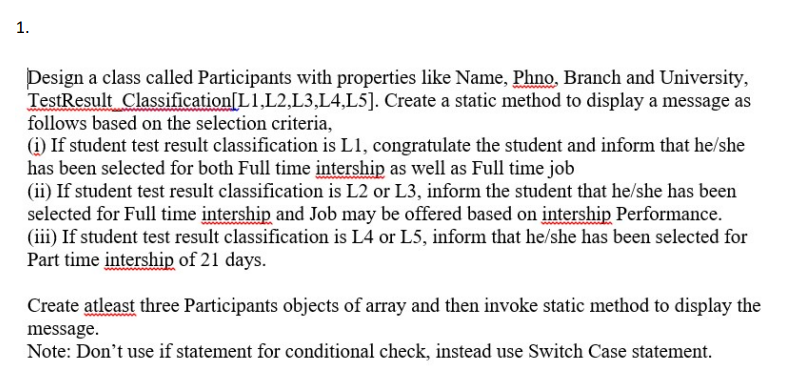 1.
Design a class called Participants with properties like Name, Phno, Branch and University,
TestResult_Classification[L1,L2,L3,L4,L5]. Create a static method to display a message as
follows based on the selection criteria,
(i) If student test result classification is L1, congratulate the student and inform that he/she
has been selected for both Full time intership as well as Full time job
(ii) If student test result classification is L2 or L3, inform the student that he/she has been
selected for Full time intership and Job may be offered based on intership Performance.
(iii) If student test result classification is L4 or L5, inform that he/she has been selected for
Part time intership of 21 days.
Create atleast three Participants objects of array and then invoke static method to display the
message.
Note: Don’t use if statement for conditional check, instead use Switch Case statement.